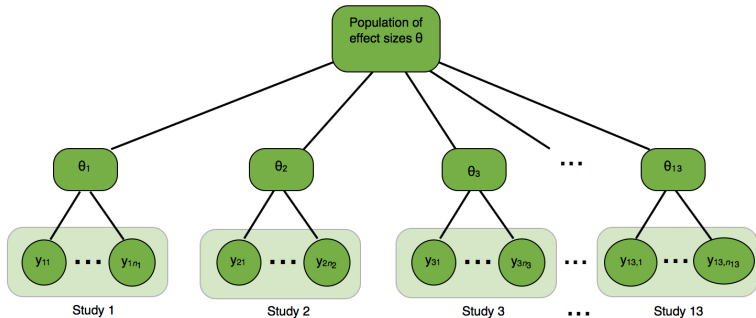 Population of
effect sizes θ
θ1 θ2 θ3 ... θ13
y11 ... y1n1 y21 ... y2n2 y31 ... y3n3 ... y13,1 ... y13,n13
Study 1 Study 2 Study 3 ... Study 13